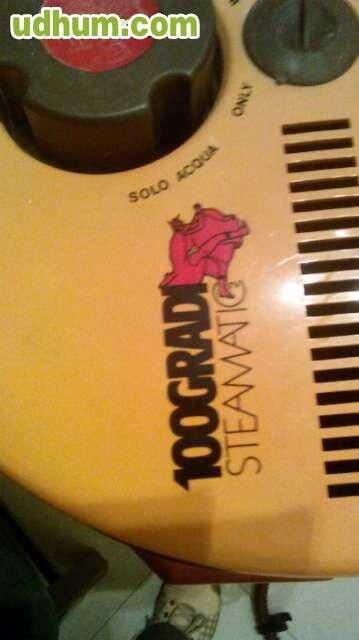 udhum.com
SOLO ACQUA
ONLY
100GRADI
STEAMATIC